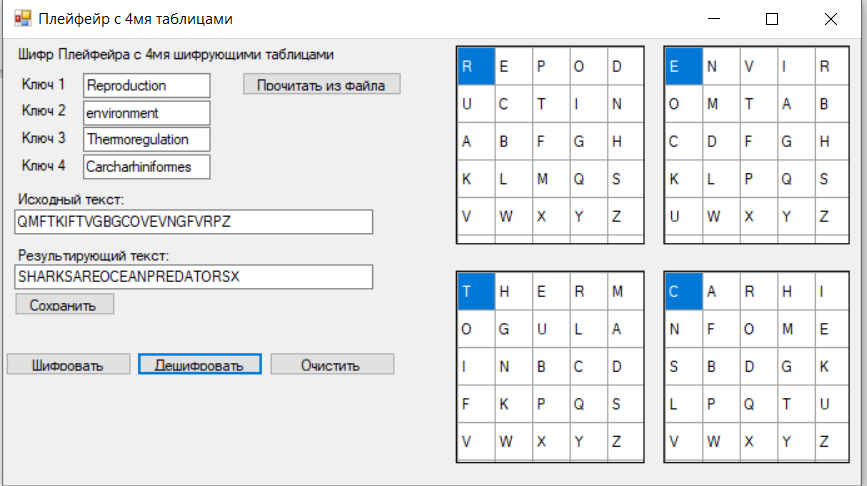 Плейфейр с 4мя таблицами
Шифр Плейфейра с 4мя шифрующими таблицами
Ключ 1 Reproduction Прочитать из файла
Ключ 2 environment
Ключ 3 Thermoregulation
Ключ 4 Carcharhiniformes
Исходный текст:
QMFTKIFTVGBGCOVEVNGFVRPZ
Результирующий текст:
SHARKSAREOCEANPREDATORSX
Сохранить
Шифровать Дешифровать Очистить
R E P O D
U C T I N
A B F G H
K L M Q S
V W X Y Z
E N V I R
O M T A B
C D F G H
K L P Q S
U W X Y Z
T H E R M
O G U L A
I N B C D
F K P Q S
V W X Y Z
C A R H I
N F O M E
S B D G K
L P Q T U
V W X Y Z